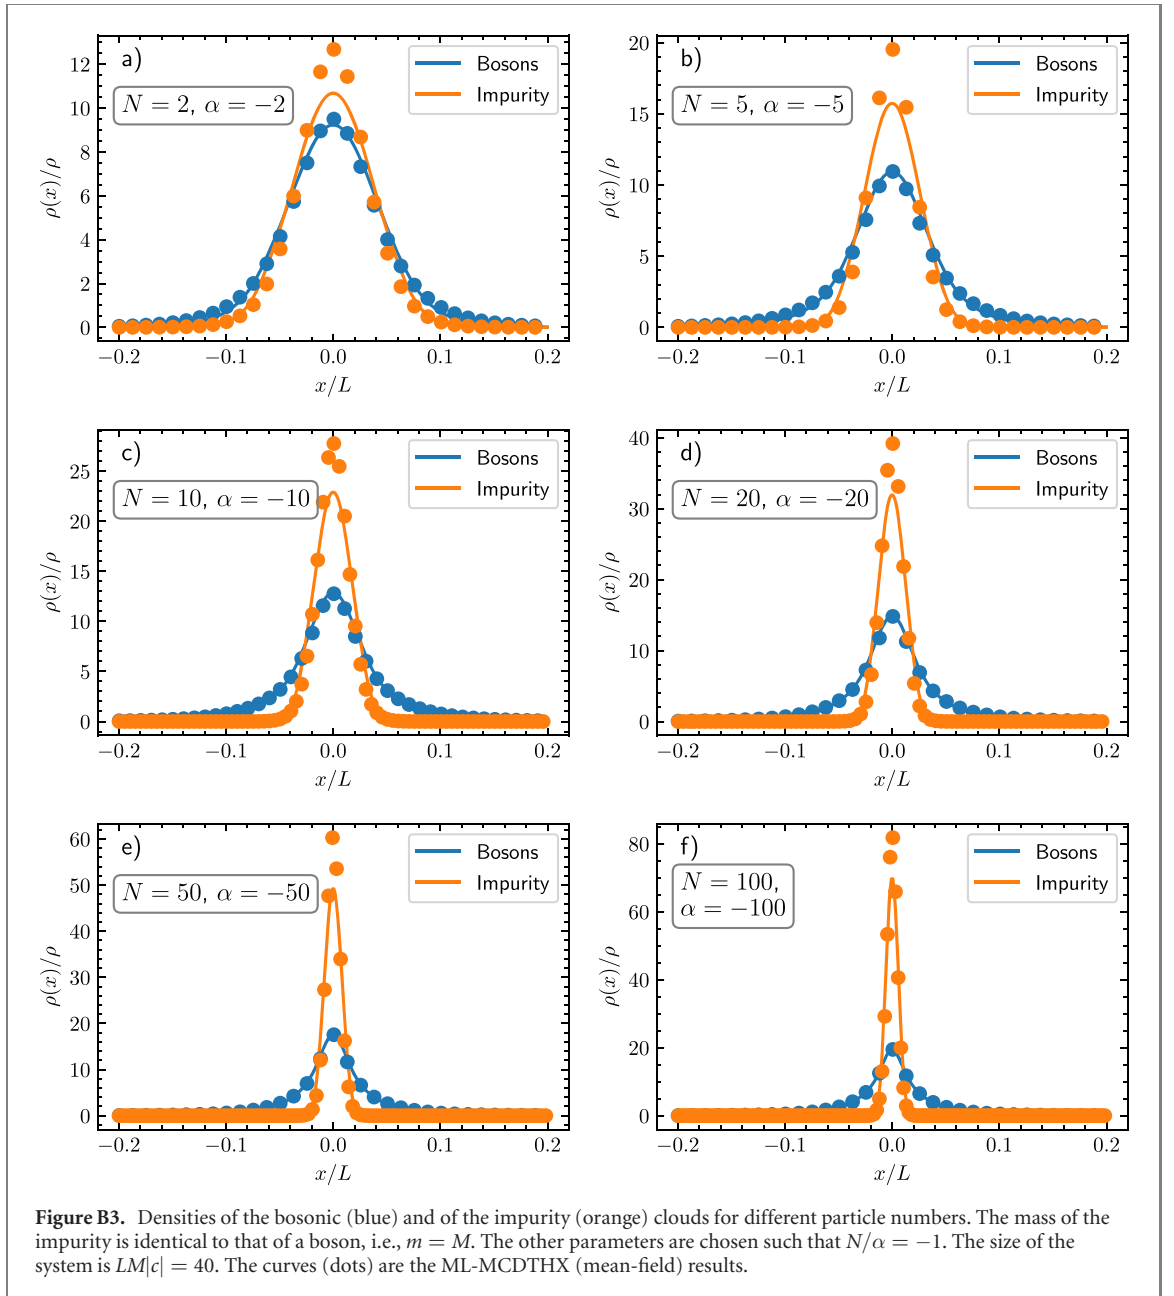 a)
N = 2, α = −2
Bosons
Impurity
ρ(x)/ρ
12
10
8
6
4
2
0
−0.2 −0.1 0.0 0.1 0.2
x/L
b)
N = 5, α = −5
Bosons
Impurity
ρ(x)/ρ
20
15
10
5
0
−0.2 −0.1 0.0 0.1 0.2
x/L
c)
N = 10, α = −10
Bosons
Impurity
ρ(x)/ρ
25
20
15
10
5
0
−0.2 −0.1 0.0 0.1 0.2
x/L
d)
N = 20, α = −20
Bosons
Impurity
ρ(x)/ρ
40
30
20
10
0
−0.2 −0.1 0.0 0.1 0.2
x/L
e)
N = 50, α = −50
Bosons
Impurity
ρ(x)/ρ
60
50
40
30
20
10
0
−0.2 −0.1 0.0 0.1 0.2
x/L
f)
N = 100,
α = −100
Bosons
Impurity
ρ(x)/ρ
80
60
40
20
0
−0.2 −0.1 0.0 0.1 0.2
x/L
Figure B3. Densities of the bosonic (blue) and of the impurity (orange) clouds for different particle numbers. The mass of the
impurity is identical to that of a boson, i.e., m = M. The other parameters are chosen such that N/α = −1. The size of the
system is LM|c| = 40. The curves (dots) are the ML-MCDTHX (mean-field) results.